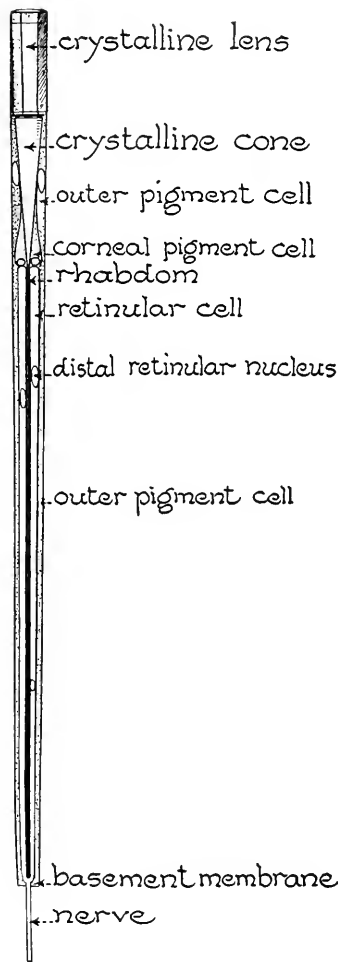 crystalline lens
crystalline cone
outer pigment cell
corneal pigment cell
rhabdom
retinular cell
distal retinular nucleus
outer pigment cell
basement membrane
nerve